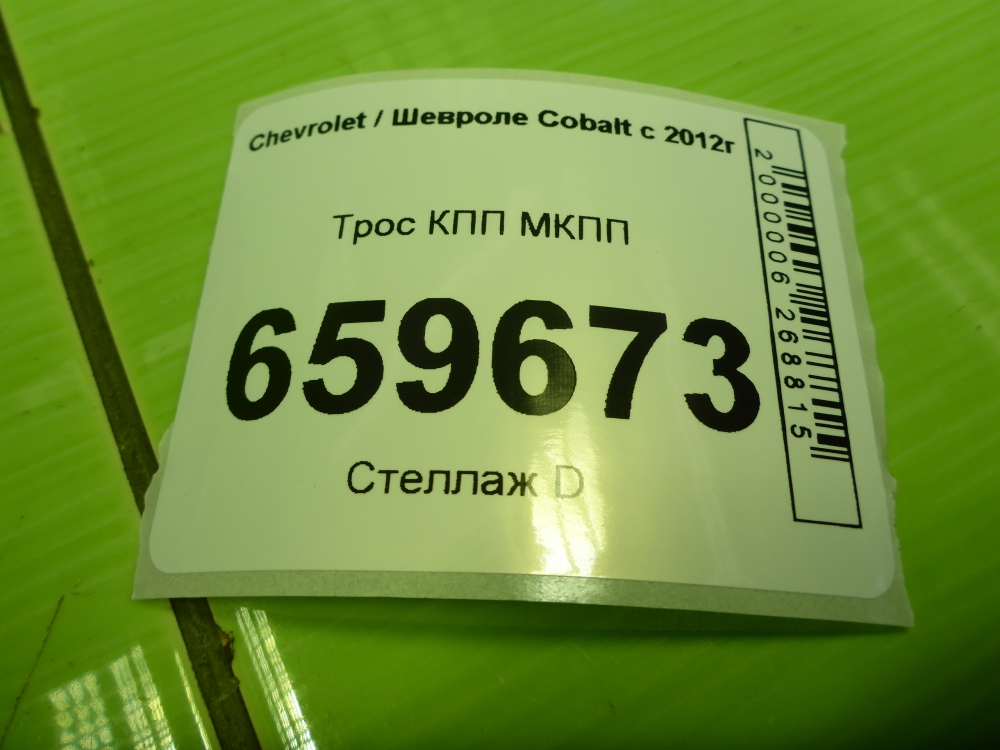 Chevrolet / Шевроле Cobalt с 2012г
Трос КПП МКПП
659673
Стеллаж D
2000006268815